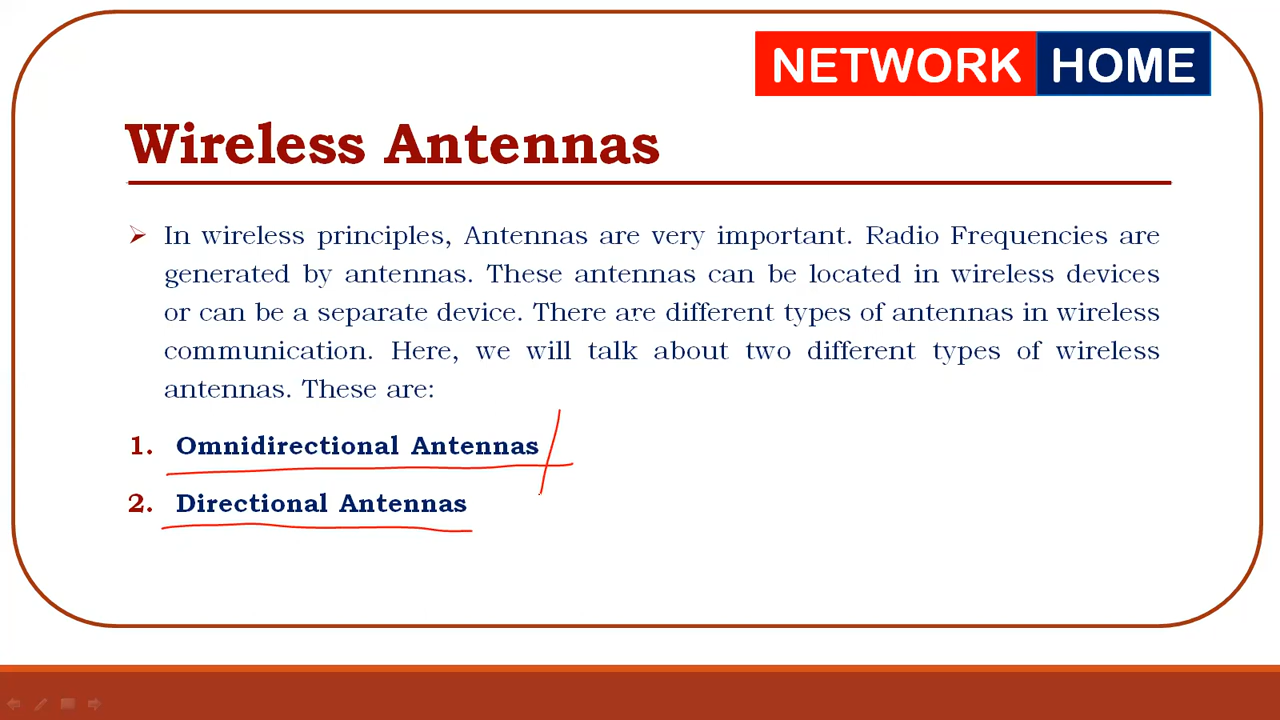 NETWORK HOME
Wireless Antennas
In wireless principles, Antennas are very important. Radio Frequencies are
generated by antennas. These antennas can be located in wireless devices
or can be a separate device. There are different types of antennas in wireless
communication. Here, we will talk about two different types of wireless
antennas. These are:
1. Omnidirectional Antennas
2. Directional Antennas